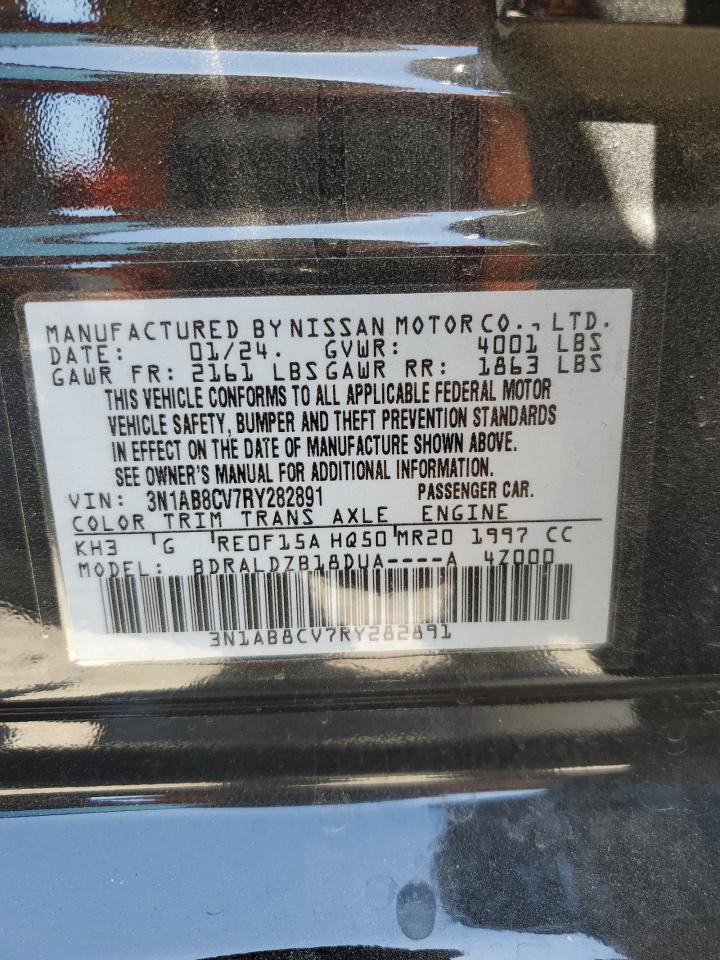 MANUFACTURED BY NISSAN MOTOR CO., LTD.
DATE: 01/24. GVWR: 4001 LBS
GAWR FR: 2161 LBS GAWR RR: 1863 LBS
THIS VEHICLE CONFORMS TO ALL APPLICABLE FEDERAL MOTOR
VEHICLE SAFETY, BUMPER AND THEFT PREVENTION STANDARDS
IN EFFECT ON THE DATE OF MANUFACTURE SHOWN ABOVE.
SEE OWNER'S MANUAL FOR ADDITIONAL INFORMATION.
VIN: 3N1AB8CV7RY282891 PASSENGER CAR.
COLOR TRIM TRANS AXLE ENGINE
KH3 'G RE0F15A HQ50'MR20 1997 CC
MODEL: BDRALDZB18DUA----A 4Z000
3N1AB8CV7RY282891